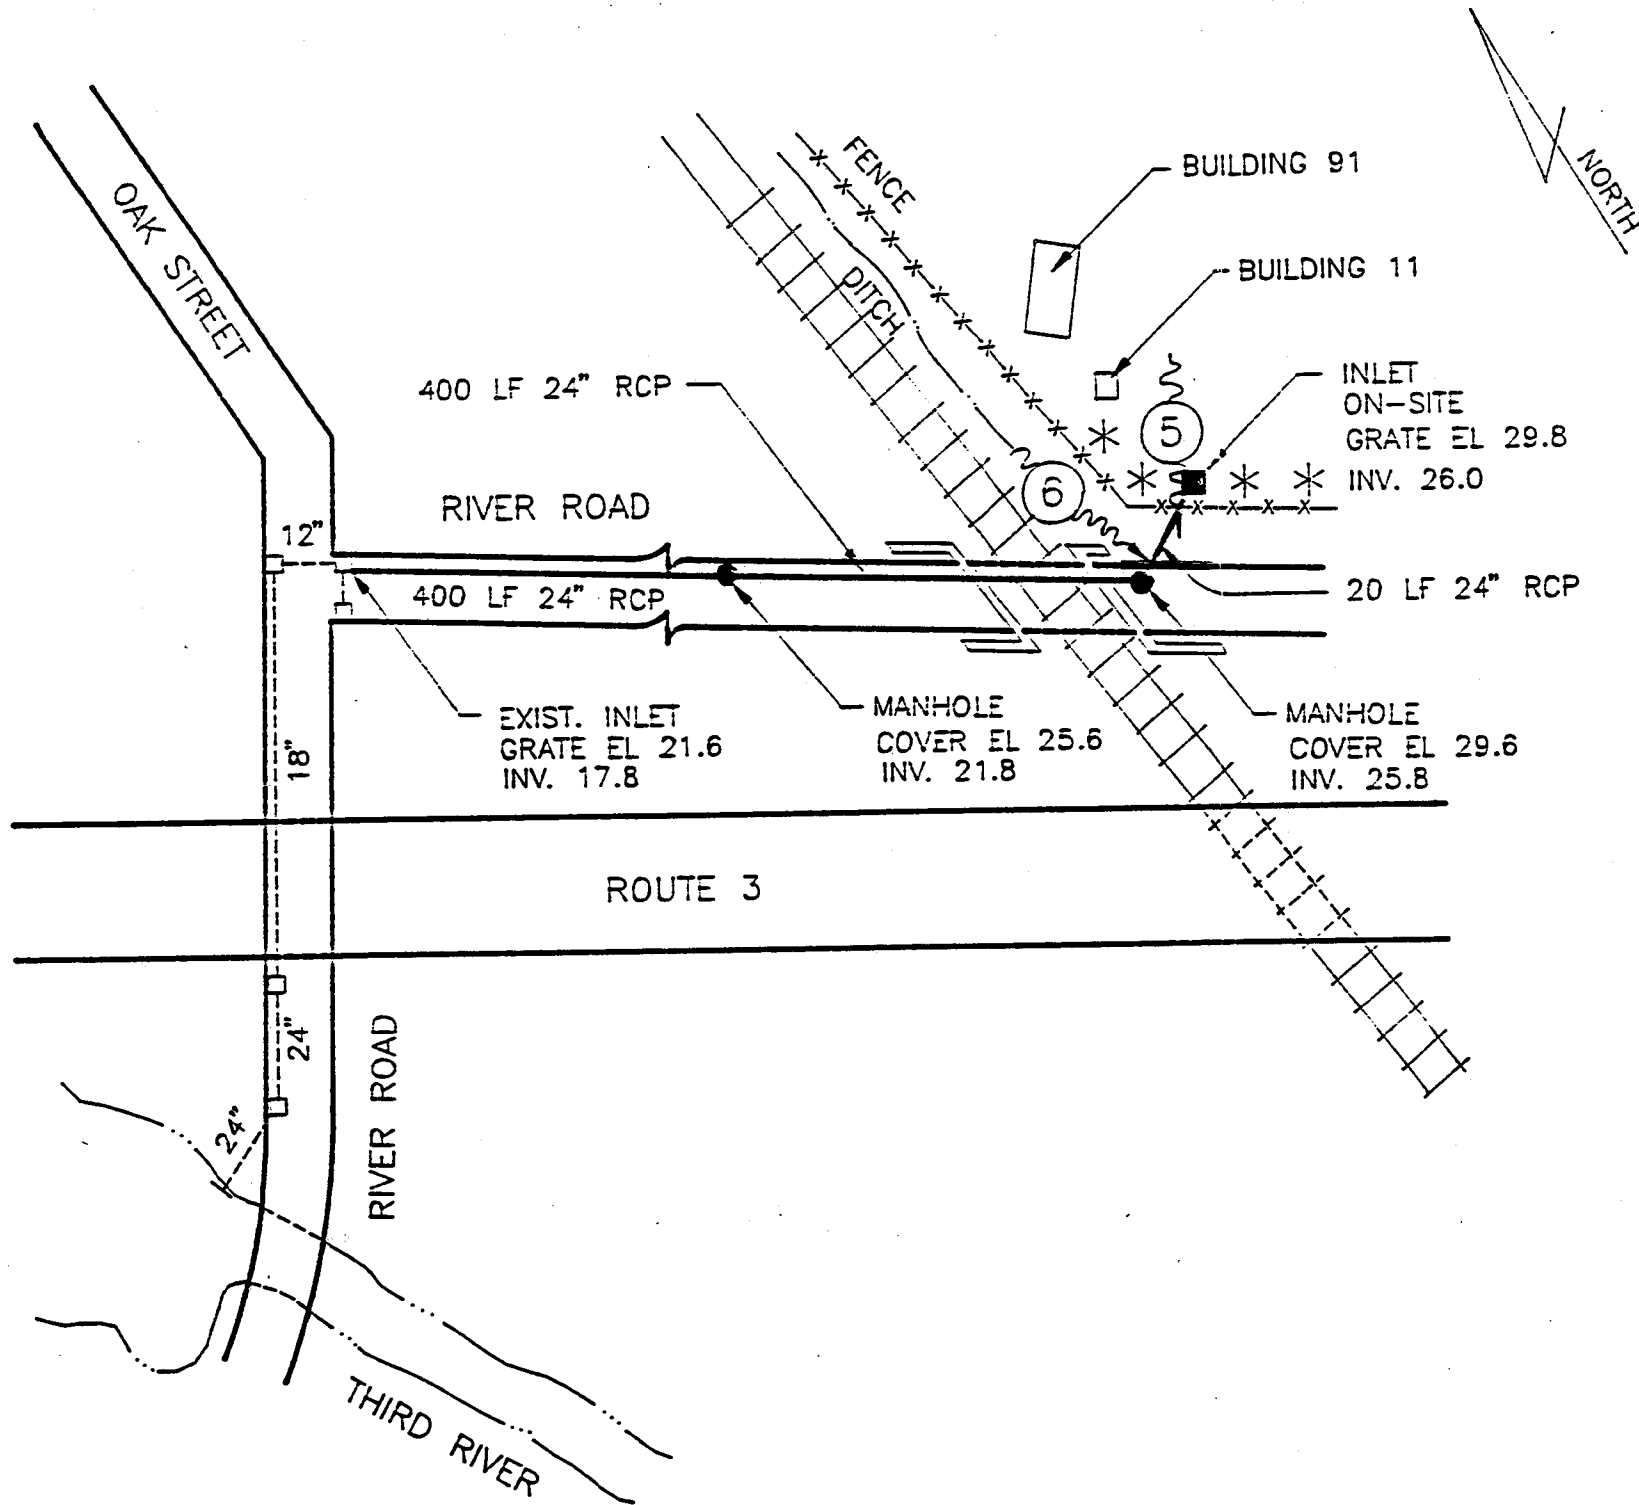 NORTH
FENCE
BUILDING 91
OAK STREET
DITCH
BUILDING 11
400 LF 24" RCP
INLET
ON-SITE
GRATE EL 29.8
INV. 26.0
5
6
RIVER ROAD
12"
400 LF 24" RCP
20 LF 24" RCP
EXIST. INLET
GRATE EL 21.6
INV. 17.8
MANHOLE
COVER EL 25.6
INV. 21.8
MANHOLE
COVER EL 29.6
INV. 25.8
18"
ROUTE 3
24"
RIVER ROAD
24"
THIRD RIVER